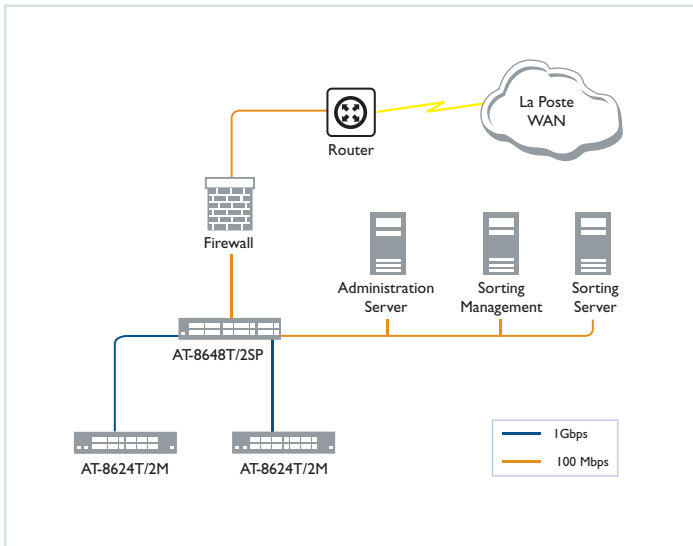 La Poste
WAN
Router
Firewall
Administration
Server
Sorting
Management
Sorting
Server
AT-8648T/2SP
AT-8624T/2M
AT-8624T/2M
1Gbps
100 Mbps